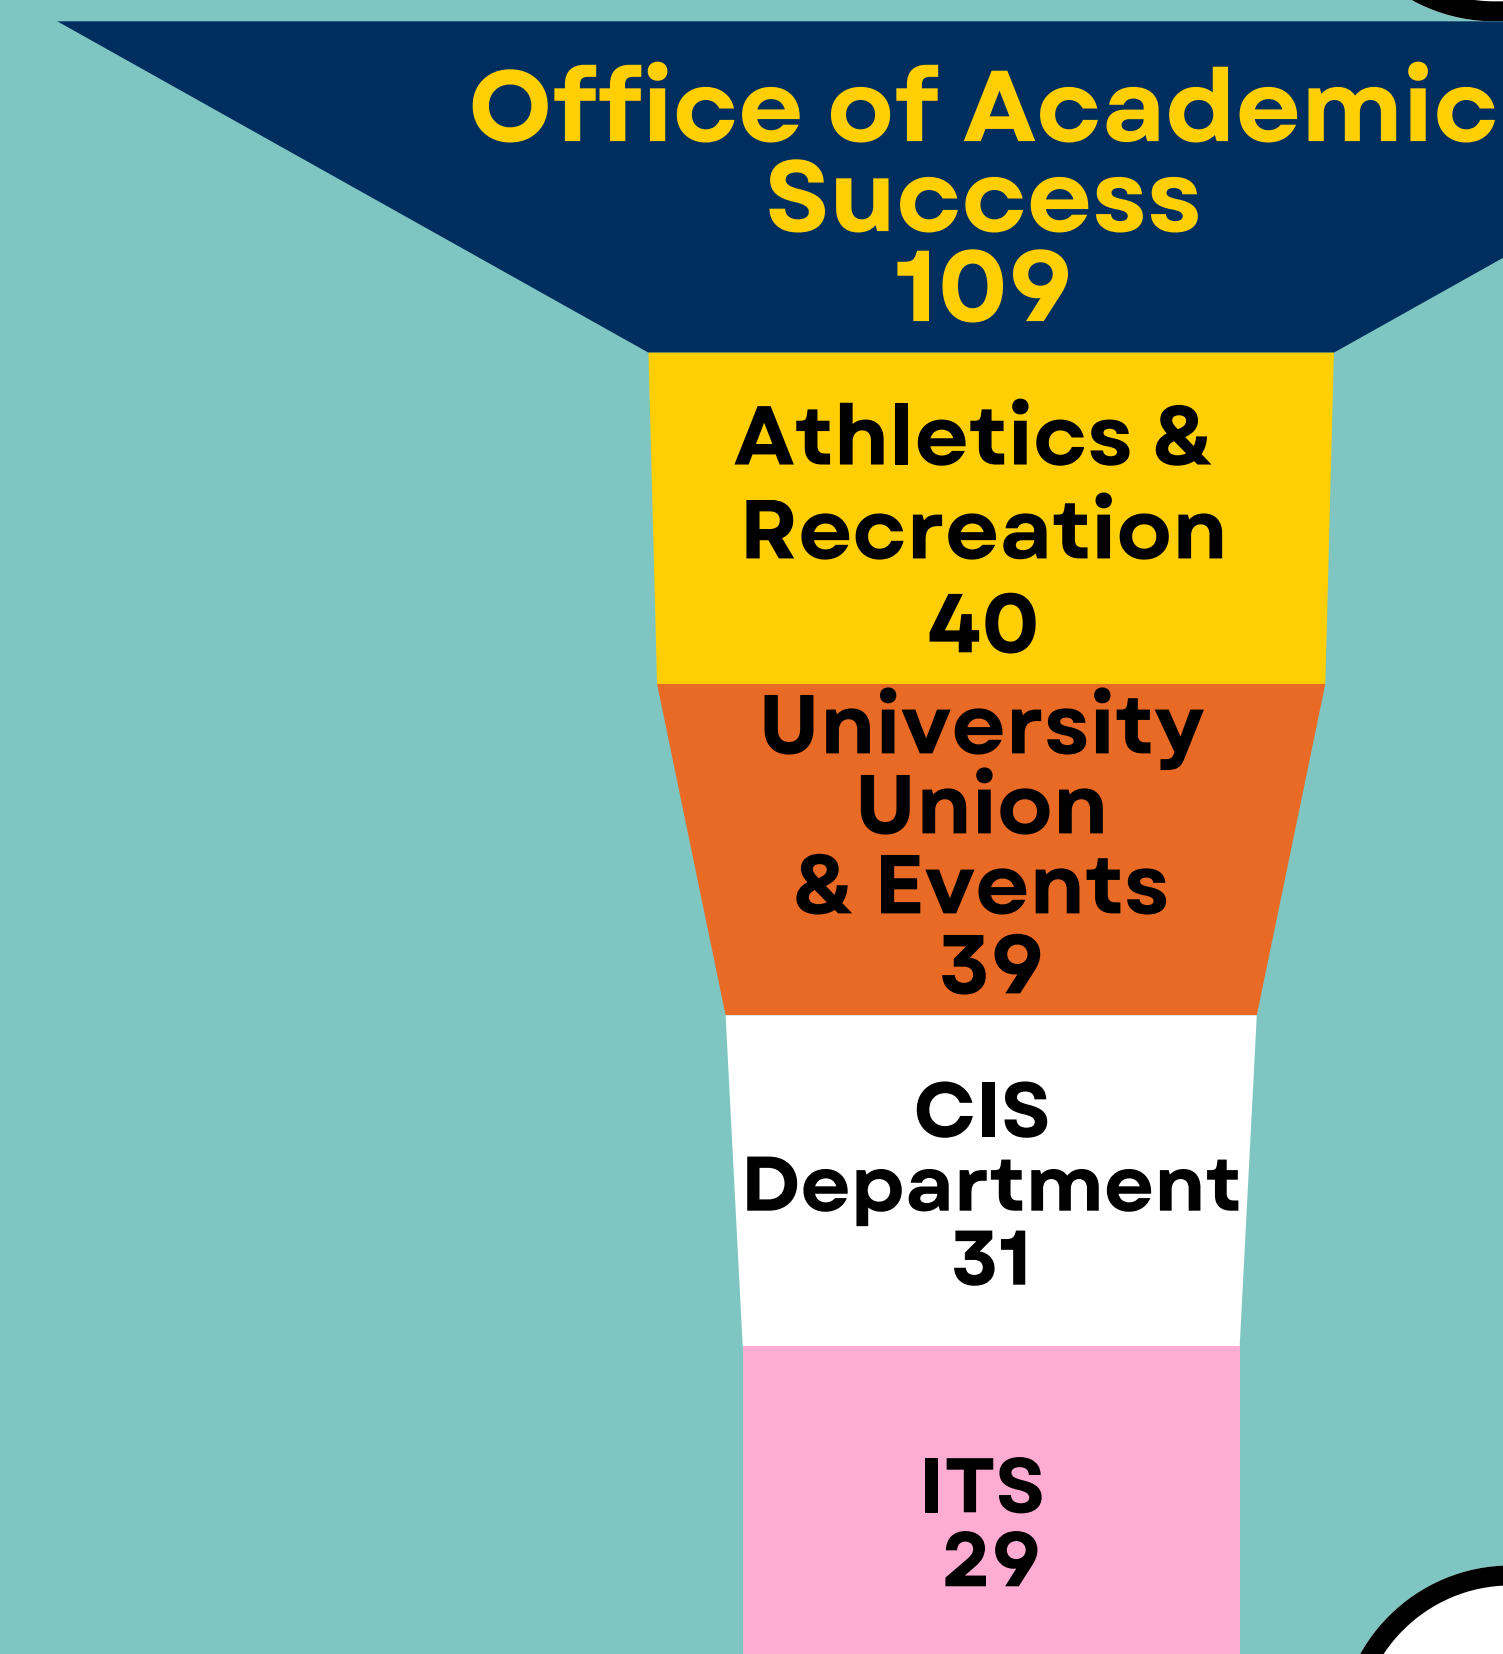 Office of Academic
Success
109
Athletics &
Recreation
40
University
Union
& Events
39
CIS
Department
31
ITS
29